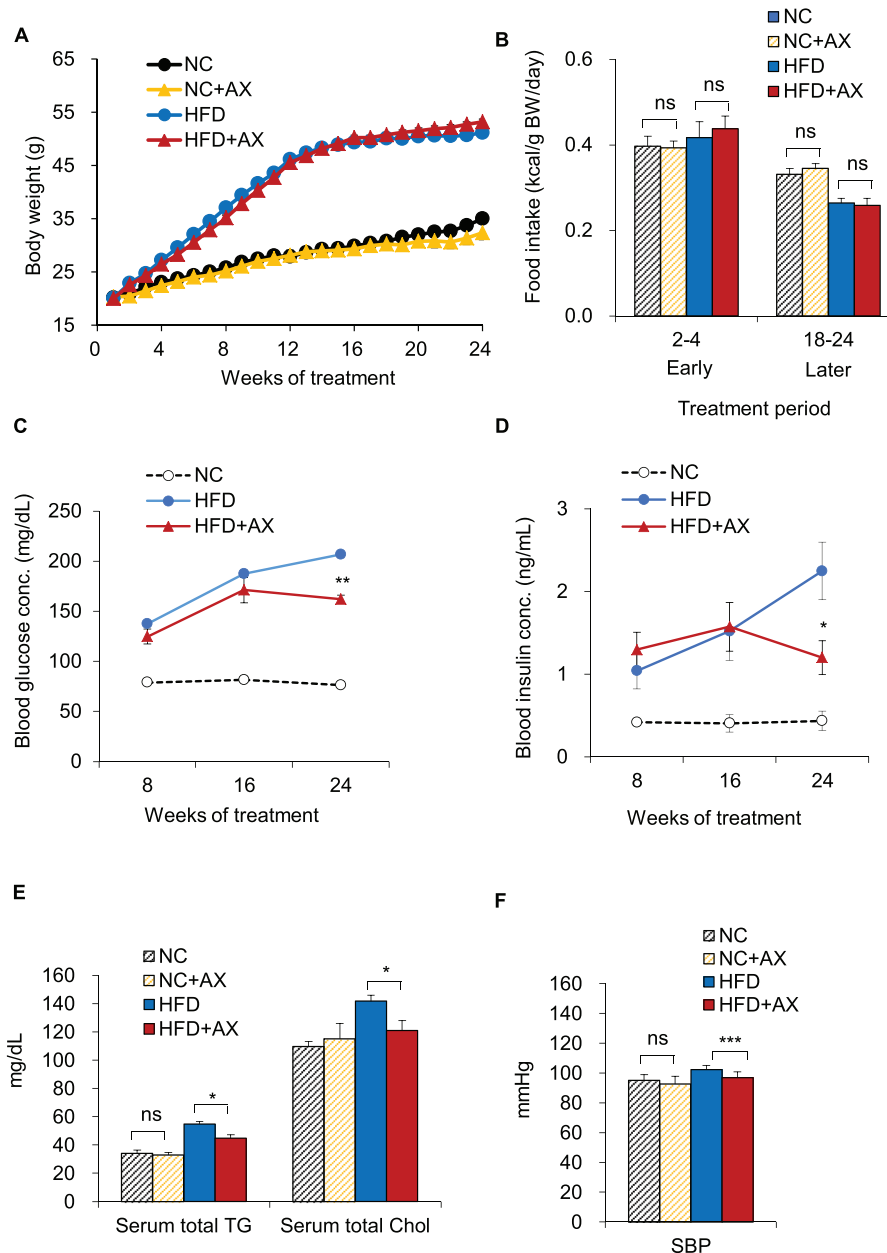 A
NC
NC+AX
HFD
HFD+AX
65
55
45
35
25
15
Body weight (g)
0 4 8 12 16 20 24
Weeks of treatment
B
NC
NC+AX
HFD
HFD+AX
0.6
0.4
0.2
0.0
Food intake (kcal/g BW/day)
ns ns
ns ns
2-4 18-24
Early Later
Treatment period
C
NC
HFD
HFD+AX
250
200
150
100
50
0
Blood glucose conc. (mg/dL)
**
8 16 24
Weeks of treatment
D
NC
HFD
HFD+AX
3
2
1
0
Blood insulin conc. (ng/mL)
*
8 16 24
Weeks of treatment
E
NC
NC+AX
HFD
HFD+AX
160
140
120
100
80
60
40
20
0
mg/dL
ns * *
Serum total TG Serum total Chol
F
NC
NC+AX
HFD
HFD+AX
160
140
120
100
80
60
40
20
0
mmHg
ns ***
SBP